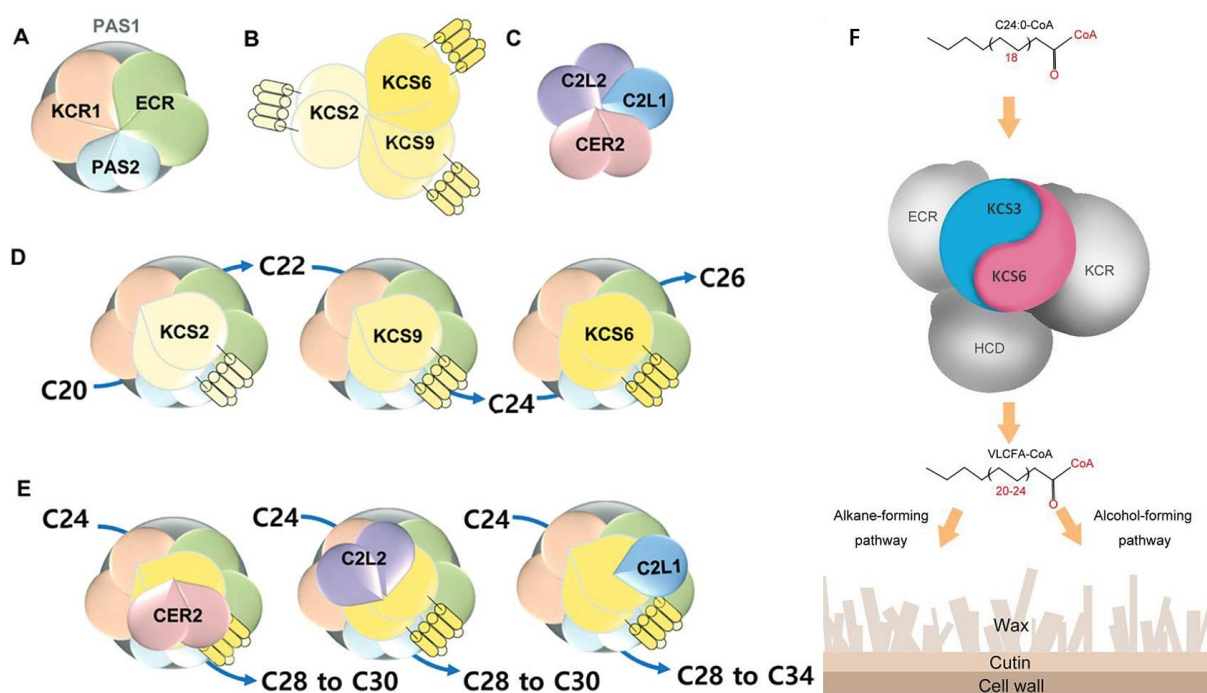 A
PAS1
KCR1
ECR
PAS2
B
KCS6
KCS2
KCS9
C
C2L2
C2L1
CER2
D
C22
C26
KCS2
KCS9
KCS6
C20
C24
E
C24
C24
C24
C2L2
C2L1
CER2
C28 to C30
C28 to C30
C28 to C34
F
C24:0-CoA
CoA
18
O
ECR
KCS3
KCS6
KCR
HCD
VLCFA-CoA
CoA
20-24
O
Alkane-forming
pathway
Alcohol-forming
pathway
Wax
Cutin
Cell wall